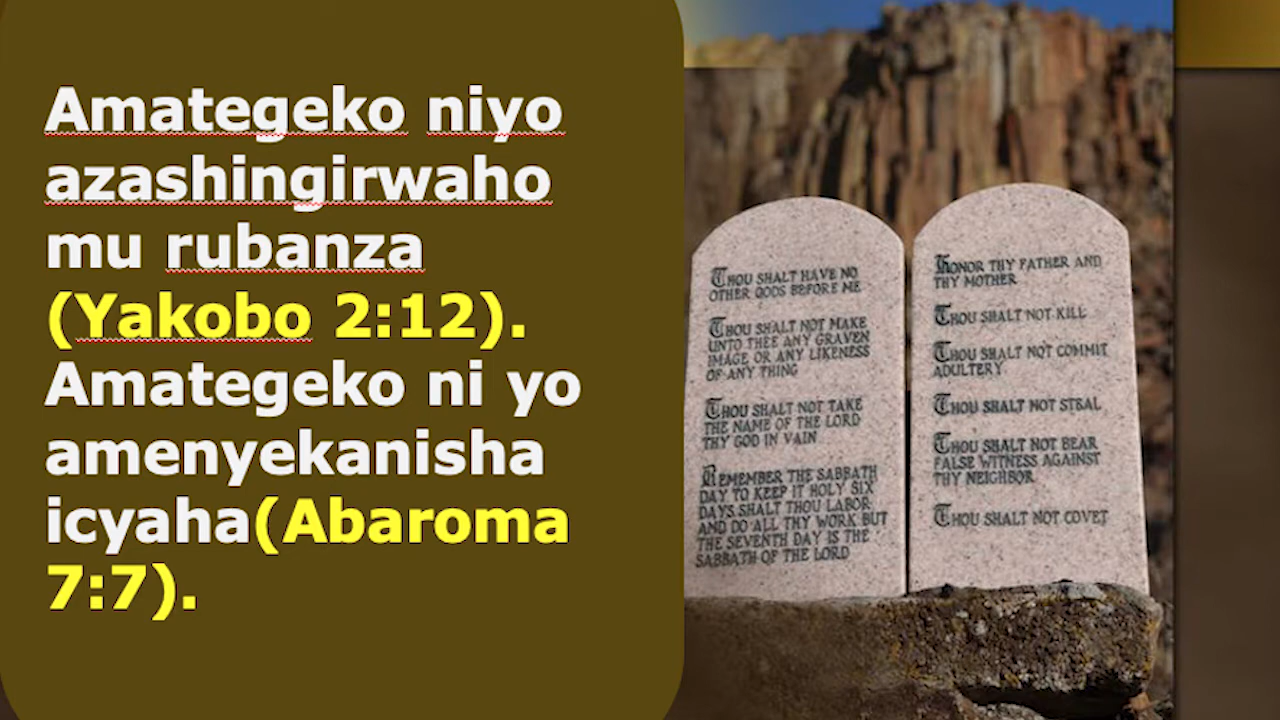 Amategeko niyo
azashingirwaho
mu rubanza
(Yakobo 2:12).
Amategeko ni yo
amenyekanisha
icyaha(Abaroma
7:7).
THOU SHALT HAVE NO
OTHER GODS BEFORE ME
THOU SHALT NOT MAKE
UNTO THEE ANY GRAVEN
IMAGE OR ANY LIKENESS
OF ANY THING
THOU SHALT NOT TAKE
THE NAME OF THE LORD
THY GOD IN VAIN
REMEMBER THE SABBATH
DAY TO KEEP IT HOLY SIX
DAYS SHALT THOU LABOR
AND DO ALL THY WORK BUT
THE SEVENTH DAY IS THE
SABBATH OF THE LORD
HONOR THY FATHER AND
THY MOTHER
THOU SHALT NOT KILL
THOU SHALT NOT COMMIT
ADULTERY
THOU SHALT NOT STEAL
THOU SHALT NOT BEAR
FALSE WITNESS AGAINST
THY NEIGHBOR
THOU SHALT NOT COVET